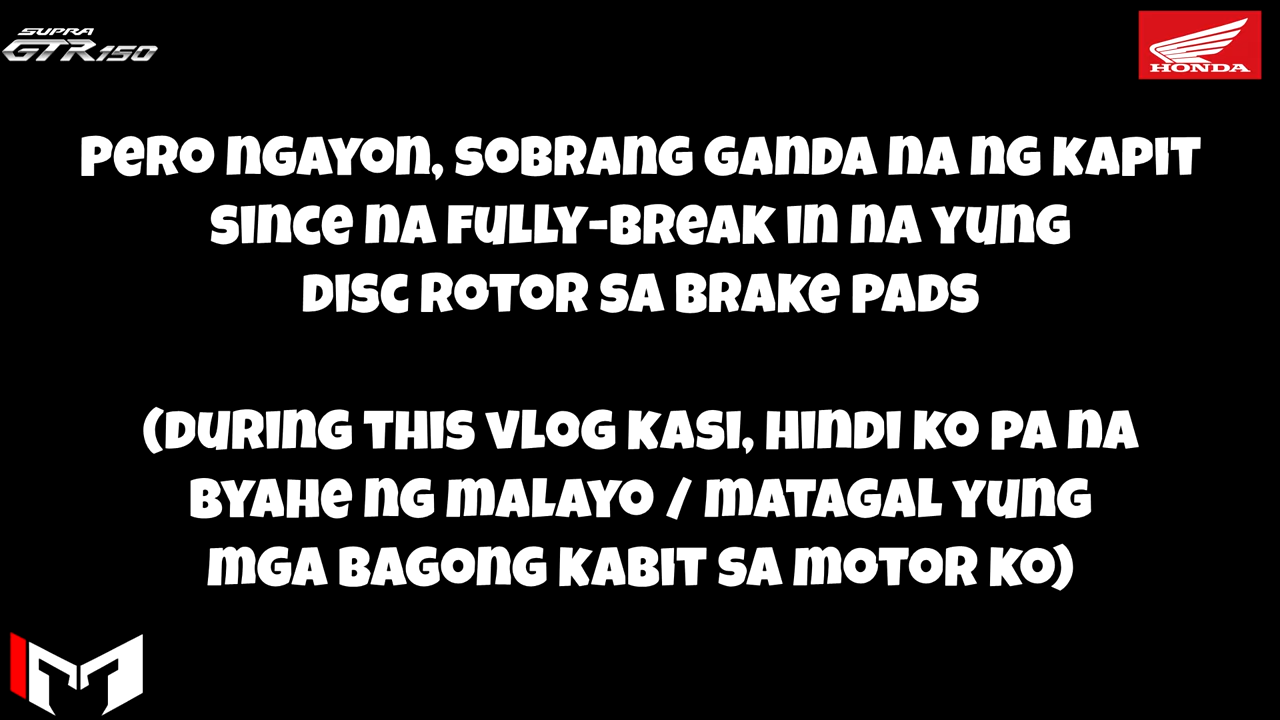 SUPRA
GTR150
HONDA
PERO NGAYON, SOBRANG GANDA NA NG KAPIT
SINCE NA FULLY-BREAK IN NA YUNG
DISC ROTOR SA BRAKE PADS
(DURING THIS VLOG KASI, HINDI KO PA NA
BYAHE NG MALAYO / MATAGAL YUNG
MGA BAGONG KABIT SA MOTOR KO)